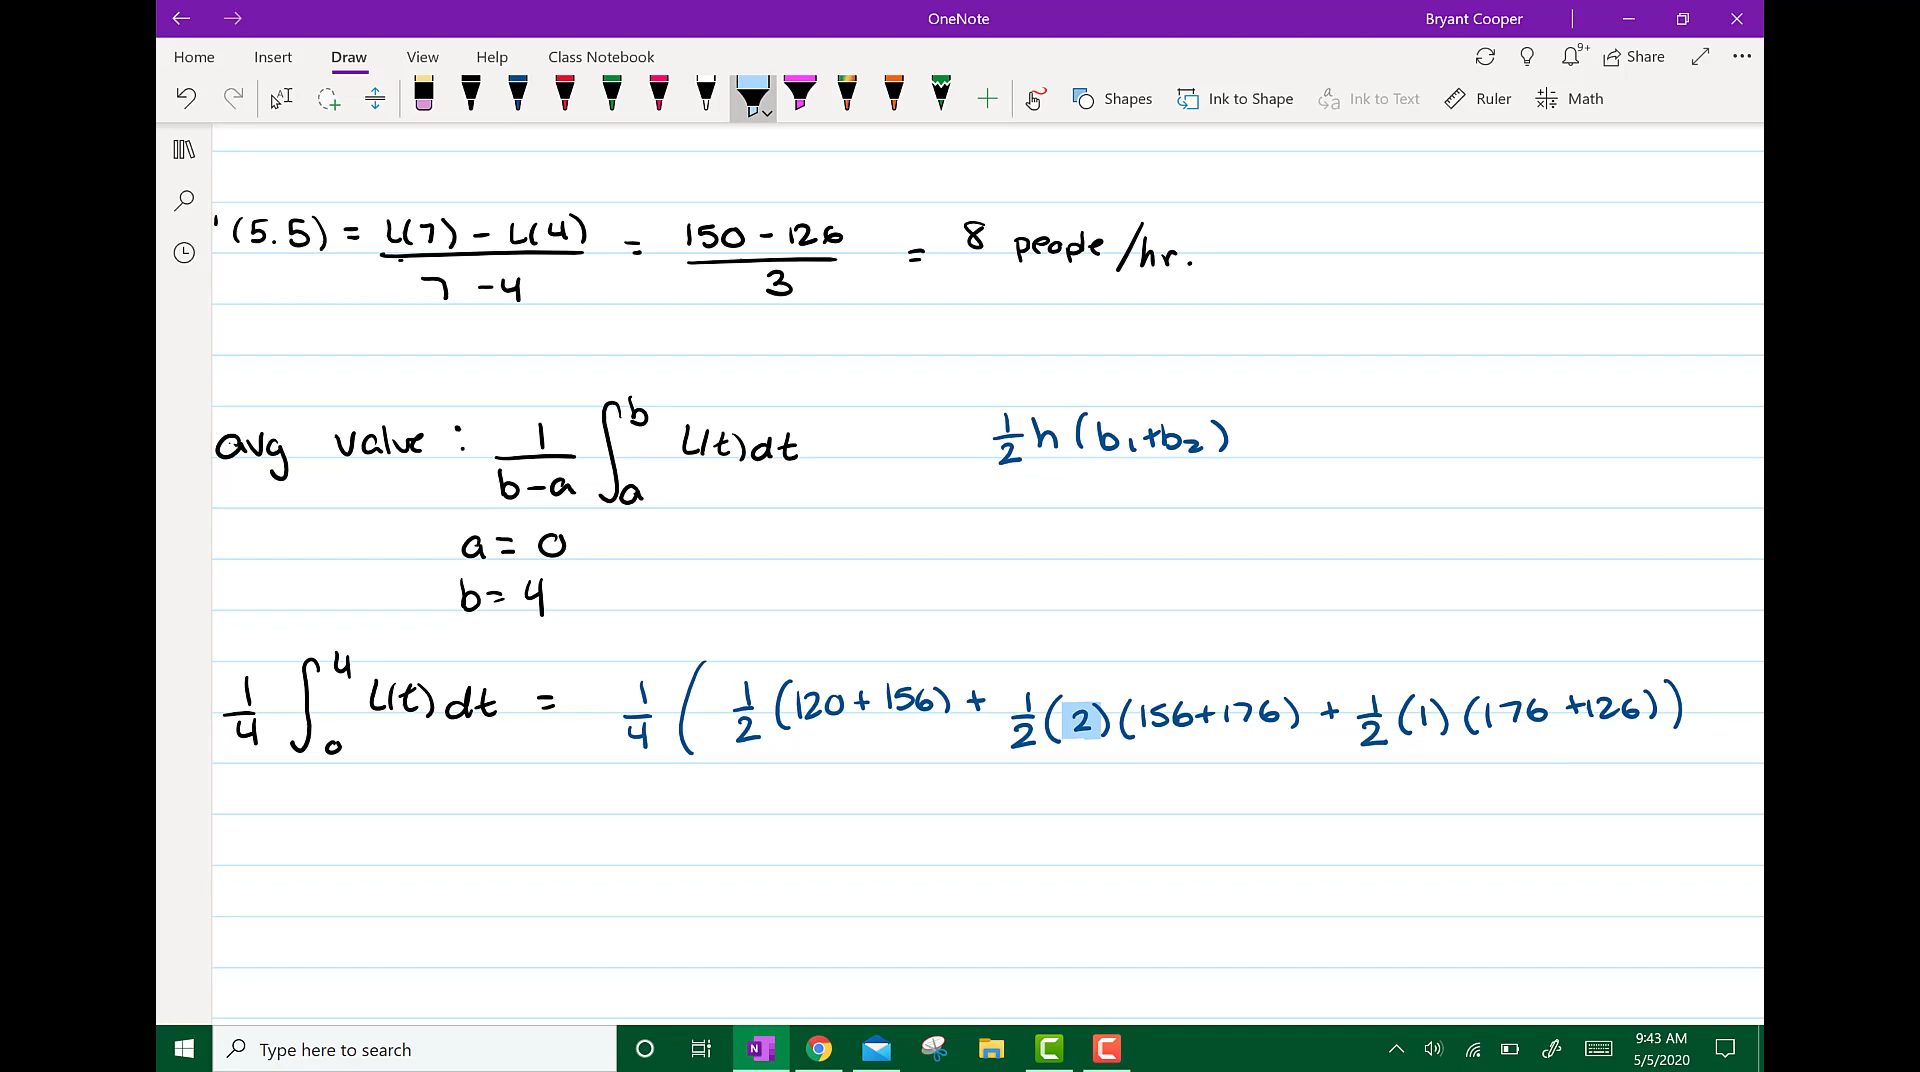 OneNote
Bryant Cooper
Home Insert Draw View Help Class Notebook
9+
Share
Shapes Ink to Shape Ink to Text Ruler Math
'(5.5) = L(7) - L(4) / 7 - 4 = 150 - 126 / 3 = 8 people/hr.
avg value : 1/b-a ∫_a^b L(t)dt
1/2 h (b₁+b₂)
a = 0
b = 4
1/4 ∫_0^4 L(t)dt = 1/4 ( 1/2 (120+156) + 1/2 (2)(156+176) + 1/2 (1)(176+126))
Type here to search
N
9:43 AM
5/5/2020